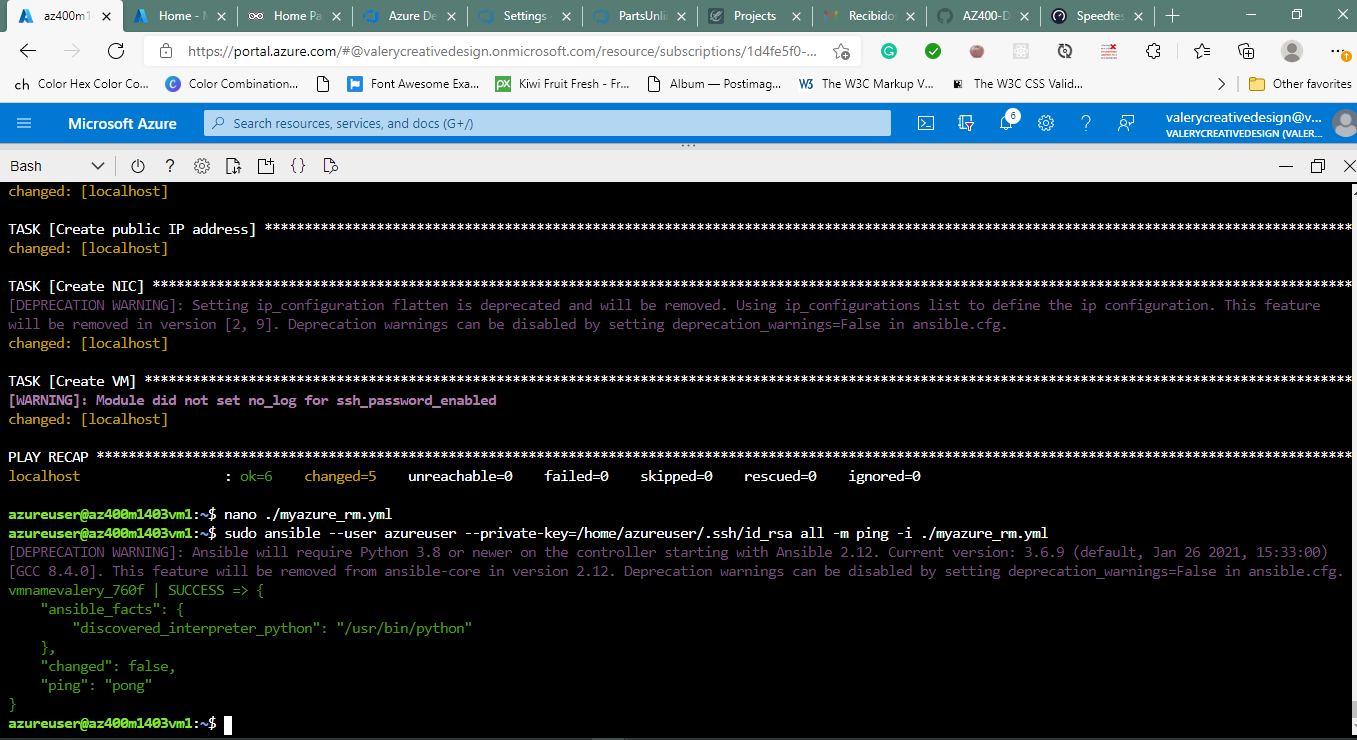 az400m1
Home - M
Home Pa
Azure De
Settings
PartsUnli
Projects
Recibidos
AZ400-D
Speedtes
https://portal.azure.com/#@valerycreativedesign.onmicrosoft.com/resource/subscriptions/1d4fe5f0-...
ch Color Hex Color Co...
C Color Combination...
Font Awesome Exa...
px Kiwi Fruit Fresh - Fr...
Album — Postimag...
W3 The W3C Markup V...
The W3C CSS Valid...
Other favorites
Microsoft Azure
Search resources, services, and docs (G+/)
6
valerycreativedesign@v...
VALERYCREATIVEDESIGN (VALER...
Bash
changed: [localhost]
TASK [Create public IP address] ****************************************************************************************************************************************
changed: [localhost]
TASK [Create NIC] ******************************************************************************************************************************************************
[DEPRECATION WARNING]: Setting ip_configuration flatten is deprecated and will be removed. Using ip_configurations list to define the ip configuration. This feature
will be removed in version [2, 9]. Deprecation warnings can be disabled by setting deprecation_warnings=False in ansible.cfg.
changed: [localhost]
TASK [Create VM] *******************************************************************************************************************************************************
[WARNING]: Module did not set no_log for ssh_password_enabled
changed: [localhost]
PLAY RECAP *************************************************************************************************************************************************************
localhost : ok=6 changed=5 unreachable=0 failed=0 skipped=0 rescued=0 ignored=0
azureuser@az400m1403vm1:~$ nano ./myazure_rm.yml
azureuser@az400m1403vm1:~$ sudo ansible --user azureuser --private-key=/home/azureuser/.ssh/id_rsa all -m ping -i ./myazure_rm.yml
[DEPRECATION WARNING]: Ansible will require Python 3.8 or newer on the controller starting with Ansible 2.12. Current version: 3.6.9 (default, Jan 26 2021, 15:33:00)
[GCC 8.4.0]. This feature will be removed from ansible-core in version 2.12. Deprecation warnings can be disabled by setting deprecation_warnings=False in ansible.cfg.
vmnamevalery_760f | SUCCESS => {
"ansible_facts": {
"discovered_interpreter_python": "/usr/bin/python"
},
"changed": false,
"ping": "pong"
}
azureuser@az400m1403vm1:~$